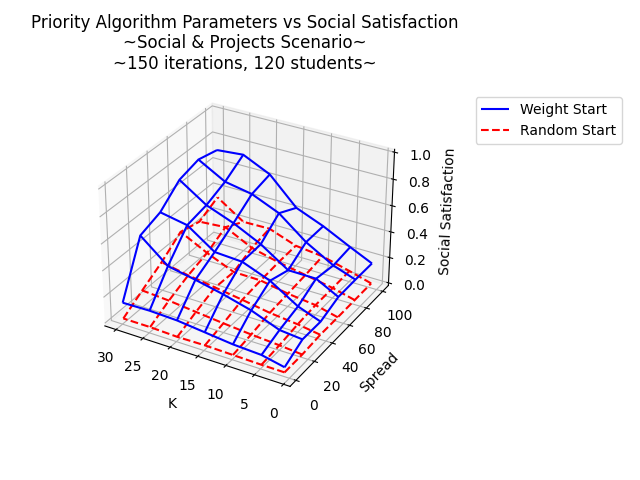 Priority Algorithm Parameters vs Social Satisfaction
~Social & Projects Scenario~
~150 iterations, 120 students~
Weight Start
Random Start
1.0
0.8
0.6
0.4
0.2
0.0
Social Satisfaction
100
80
60
40
20
0
Spread
30
25
20
15
10
5
0
K